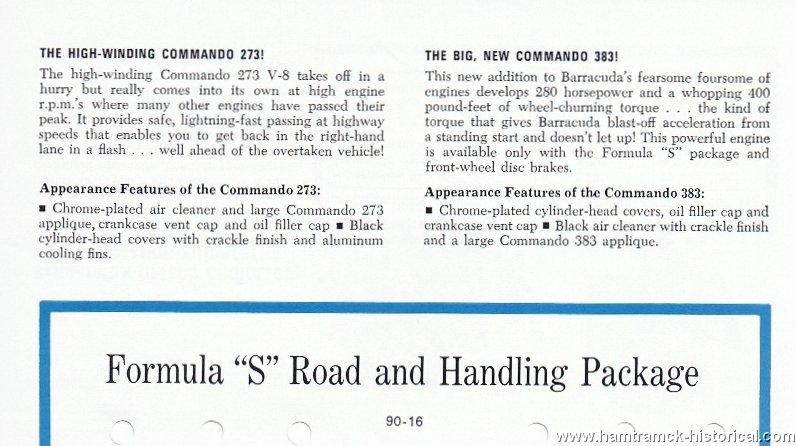 THE HIGH-WINDING COMMANDO 273!
The high-winding Commando 273 V-8 takes off in a
hurry but really comes into its own at high engine
r.p.m.'s where many other engines have passed their
peak. It provides safe, lightning-fast passing at highway
speeds that enables you to get back in the right-hand
lane in a flash . . . well ahead of the overtaken vehicle!
Appearance Features of the Commando 273:
■ Chrome-plated air cleaner and large Commando 273
applique, crankcase vent cap and oil filler cap ■ Black
cylinder-head covers with crackle finish and aluminum
cooling fins.
THE BIG, NEW COMMANDO 383!
This new addition to Barracuda's fearsome foursome of
engines develops 280 horsepower and a whopping 400
pound-feet of wheel-churning torque . . . the kind of
torque that gives Barracuda blast-off acceleration from
a standing start and doesn't let up! This powerful engine
is available only with the Formula "S" package and
front-wheel disc brakes.
Appearance Features of the Commando 383:
■ Chrome-plated cylinder-head covers, oil filler cap and
crankcase vent cap ■ Black air cleaner with crackle finish
and a large Commando 383 applique.
Formula "S" Road and Handling Package
90-16
www.hamtramck-historical.com